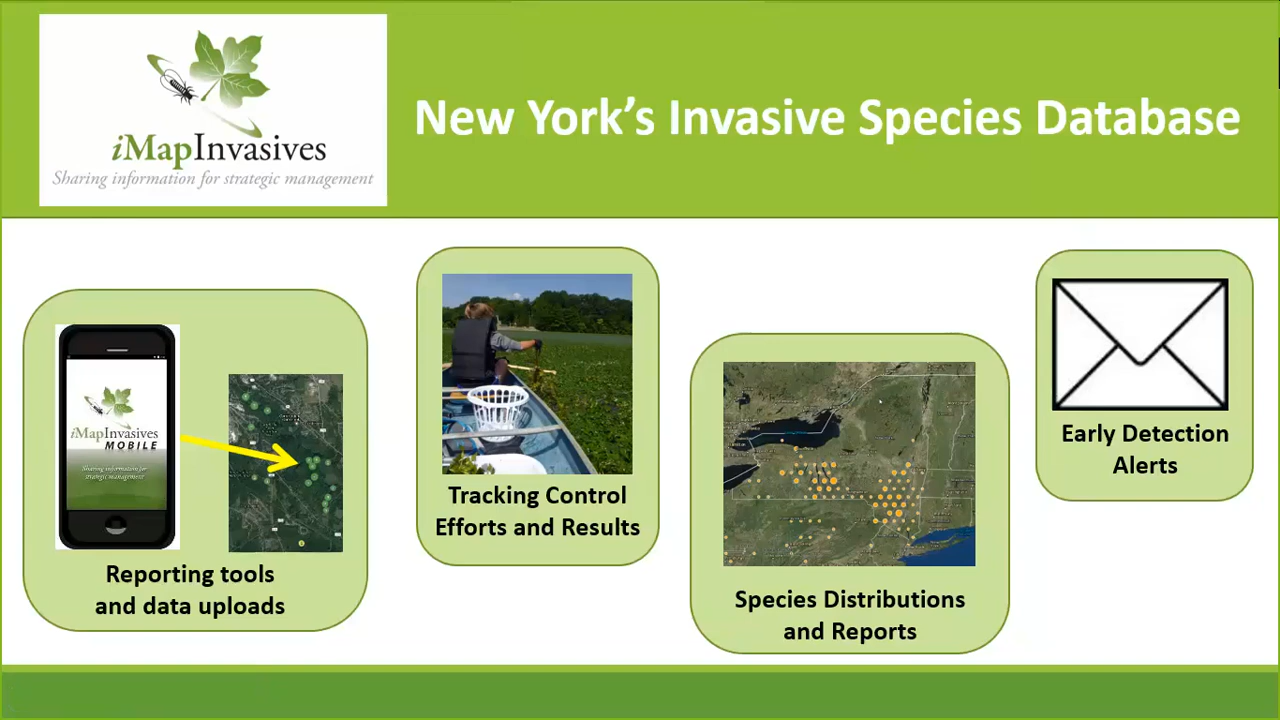 iMapInvasives
Sharing information for strategic management
New York’s Invasive Species Database
iMapInvasives
MOBILE
Sharing information for
strategic management
Reporting tools
and data uploads
Tracking Control
Efforts and Results
Species Distributions
and Reports
Early Detection
Alerts